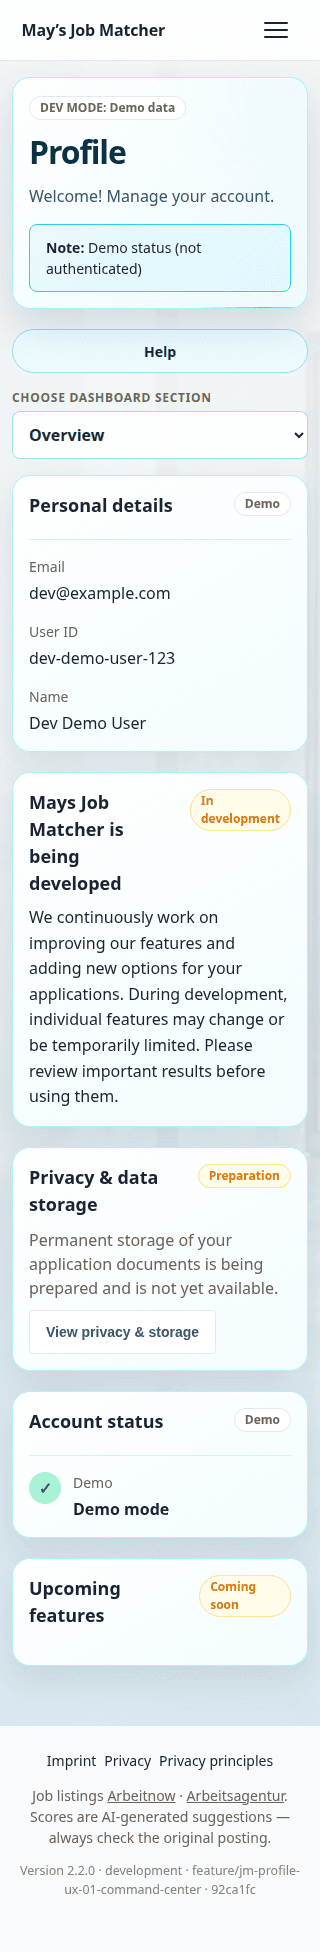 May’s Job Matcher
DEV MODE: Demo data
Profile
Welcome! Manage your account.
Note: Demo status (not
authenticated)
Help
CHOOSE DASHBOARD SECTION
Overview
Personal details
Demo
Email
dev@example.com
User ID
dev-demo-user-123
Name
Dev Demo User
Mays Job
Matcher is
being
developed
In
development
We continuously work on
improving our features and
adding new options for your
applications. During development,
individual features may change or
be temporarily limited. Please
review important results before
using them.
Privacy & data
storage
Preparation
Permanent storage of your
application documents is being
prepared and is not yet available.
View privacy & storage
Account status
Demo
✓
Demo
Demo mode
Upcoming
features
Coming
soon
Imprint Privacy Privacy principles
Job listings Arbeitnow · Arbeitsagentur.
Scores are AI-generated suggestions —
always check the original posting.
Version 2.2.0 · development · feature/jm-profile-
ux-01-command-center · 92ca1fc